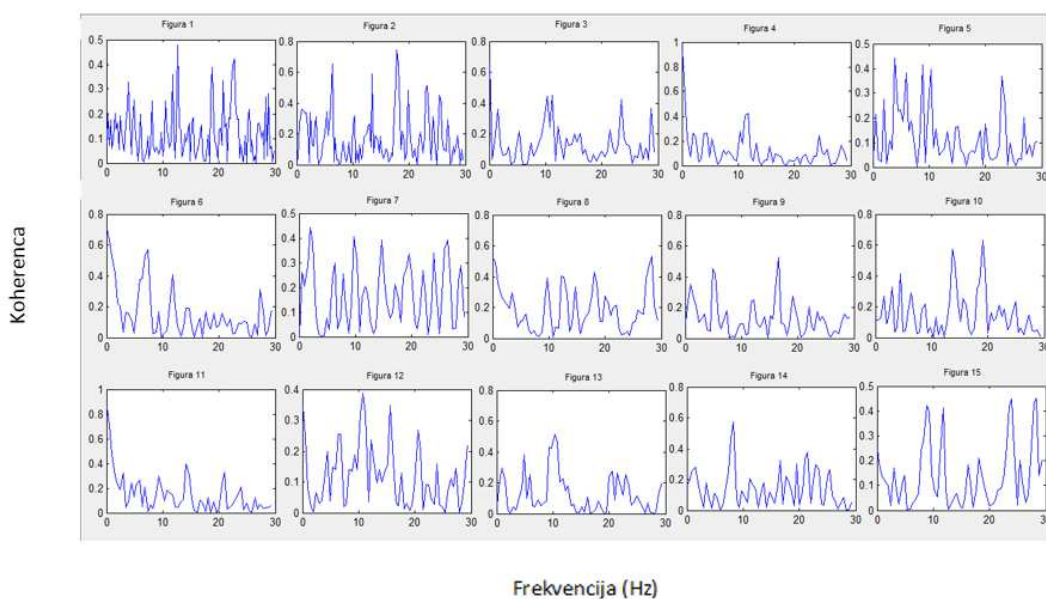 Figura 1 Figura 2 Figura 3 Figura 4 Figura 5
0.5 0.8 0.8 1 0.5
0.4 0.6 0.6 0.8 0.4
0.3 0.4 0.4 0.6 0.3
0.2 0.2 0.2 0.4 0.2
0.1 0.2 0.1
0 0 0 0 0
0 10 20 30 0 10 20 30 0 10 20 30 0 10 20 30 0 10 20 30
Figura 6 Figura 7 Figura 8 Figura 9 Figura 10
0.8 0.5 0.8 0.8 0.8
0.6 0.4 0.6 0.6 0.6
0.4 0.3 0.4 0.4 0.4
0.2 0.2 0.2 0.2 0.2
0.1
0 0 0 0 0
0 10 20 30 0 10 20 30 0 10 20 30 0 10 20 30 0 10 20 30
Figura 11 Figura 12 Figura 13 Figura 14 Figura 15
1 0.4 0.8 0.8 0.5
0.8 0.3 0.6 0.6 0.4
0.6 0.2 0.4 0.4 0.3
0.4 0.1 0.2 0.2 0.2
0.2 0.1
0 0 0 0 0
0 10 20 30 0 10 20 30 0 10 20 30 0 10 20 30 0 10 20 30
Koherenca
Frekvencija (Hz)